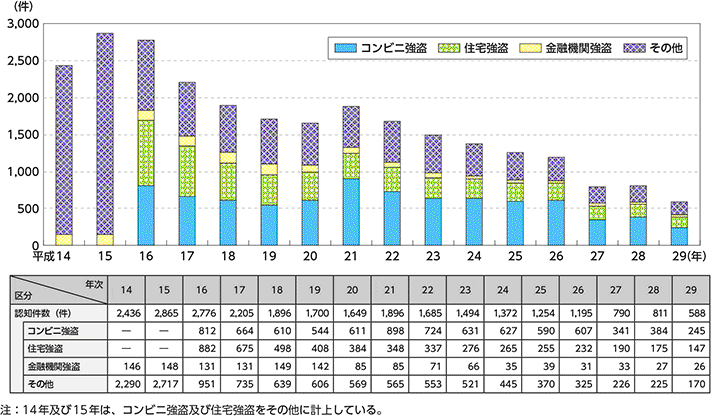 (件)
3,500
3,000
2,500
2,000
1,500
1,000
500
0
コンビニ強盗 住宅強盗 金融機関強盗 その他
平成14 15 16 17 18 19 20 21 22 23 24 25 26 27 28 29(年)
年次 14 15 16 17 18 19 20 21 22 23 24 25 26 27 28 29
区分
認知件数（件） 2,436 2,865 2,776 2,205 1,896 1,700 1,649 1,896 1,685 1,494 1,372 1,254 1,195 790 811 588
コンビニ強盗 — — 812 664 610 544 611 898 724 631 627 590 607 341 384 245
住宅強盗 — — 882 675 498 408 384 348 337 276 265 255 232 190 175 147
金融機関強盗 146 148 131 131 149 142 85 85 71 66 35 39 31 33 27 26
その他 2,290 2,717 951 735 639 606 569 565 553 521 445 370 325 226 225 170
注：14年及び15年は、コンビニ強盗及び住宅強盗をその他に計上している。